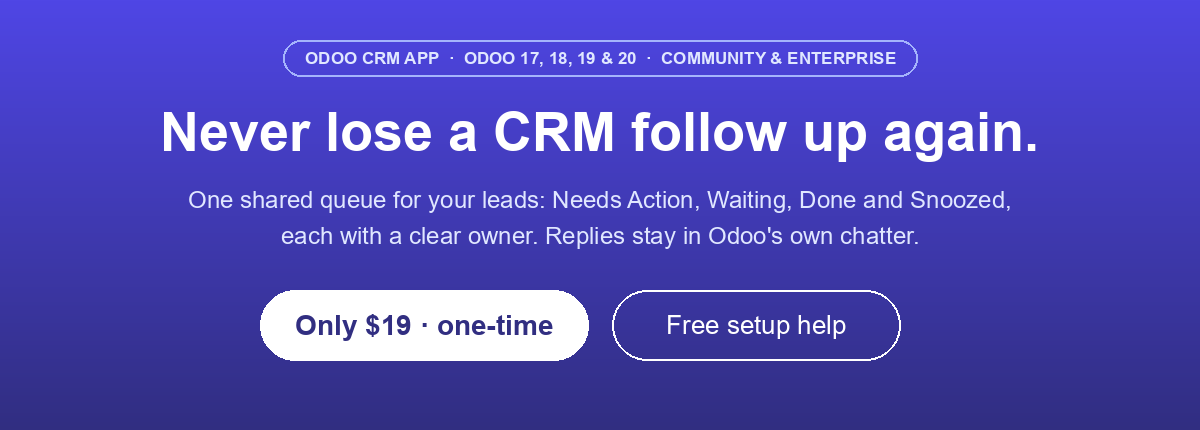 ODOO CRM APP · ODOO 17, 18, 19 & 20 · COMMUNITY & ENTERPRISE
Never lose a CRM follow up again.
One shared queue for your leads: Needs Action, Waiting, Done and Snoozed,
each with a clear owner. Replies stay in Odoo's own chatter.
Only $19 · one-time
Free setup help